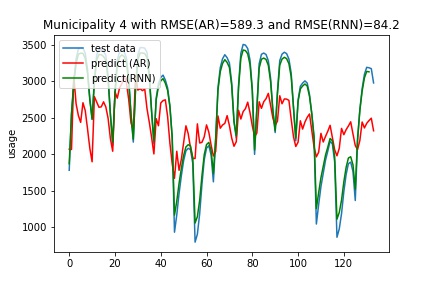 Municipality 4 with RMSE(AR)=589.3 and RMSE(RNN)=84.2
test data
predict (AR)
predict(RNN)
usage
3500
3000
2500
2000
1500
1000
0 20 40 60 80 100 120